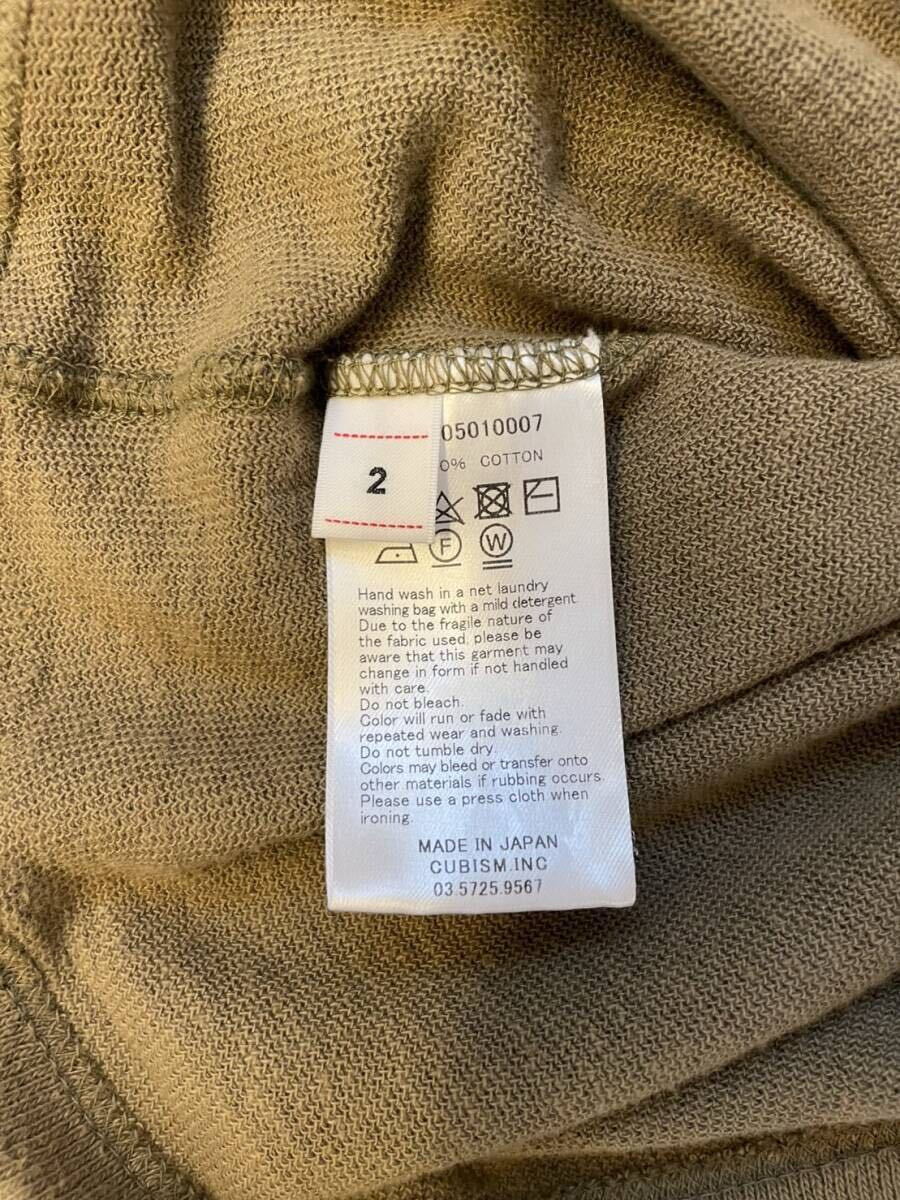 05010007
2
0% COTTON
F
W
Hand wash in a net laundry
washing bag with a mild detergent.
Due to the fragile nature of
the fabric used, please be
aware that this garment may
change in form if not handled
with care.
Do not bleach.
Color will run or fade with
repeated wear and washing.
Do not tumble dry.
Colors may bleed or transfer onto
other materials if rubbing occurs.
Please use a press cloth when
ironing.
MADE IN JAPAN
CUBISM.INC
03.5725.9567